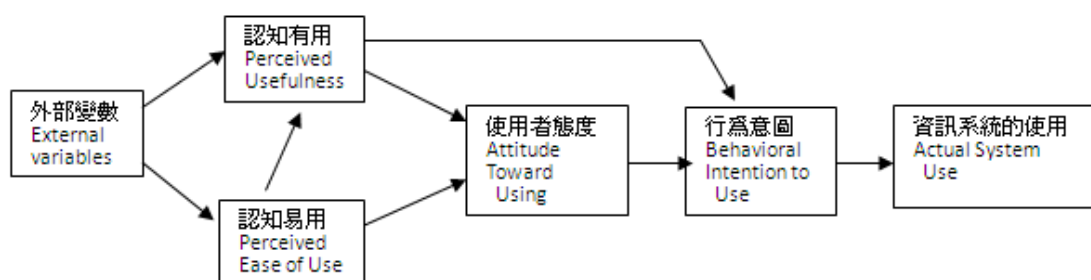 外部變數
External
variables
認知有用
Perceived
Usefulness
認知易用
Perceived
Ease of Use
使用者態度
Attitude
Toward
Using
行為意圖
Behavioral
Intention to
Use
資訊系統的使用
Actual System
Use